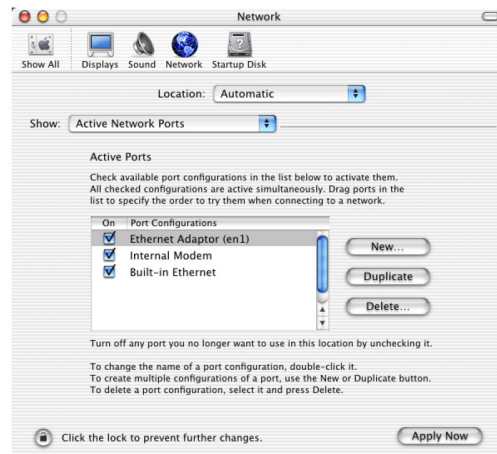 Network
Show All Displays Sound Network Startup Disk
Location: Automatic
Show: Active Network Ports
Active Ports
Check available port configurations in the list below to activate them.
All checked configurations are active simultaneously. Drag ports in the
list to specify the order to try them when connecting to a network.
On Port Configurations
Ethernet Adaptor (en1)
Internal Modem
Built-in Ethernet
New...
Duplicate
Delete...
Turn off any port you no longer want to use in this location by unchecking it.
To change the name of a port configuration, double-click it.
To create multiple configurations of a port, use the New or Duplicate button.
To delete a port configuration, select it and press Delete.
Click the lock to prevent further changes.
Apply Now